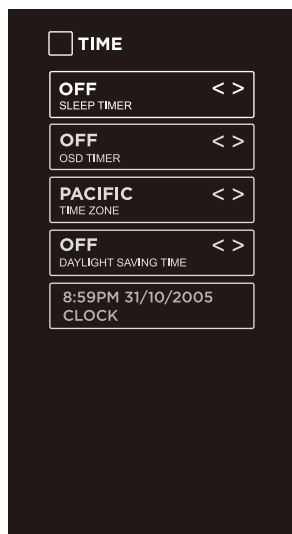 TIME
OFF < >
SLEEP TIMER
OFF < >
OSD TIMER
PACIFIC < >
TIME ZONE
OFF < >
DAYLIGHT SAVING TIME
8:59PM 31/10/2005
CLOCK